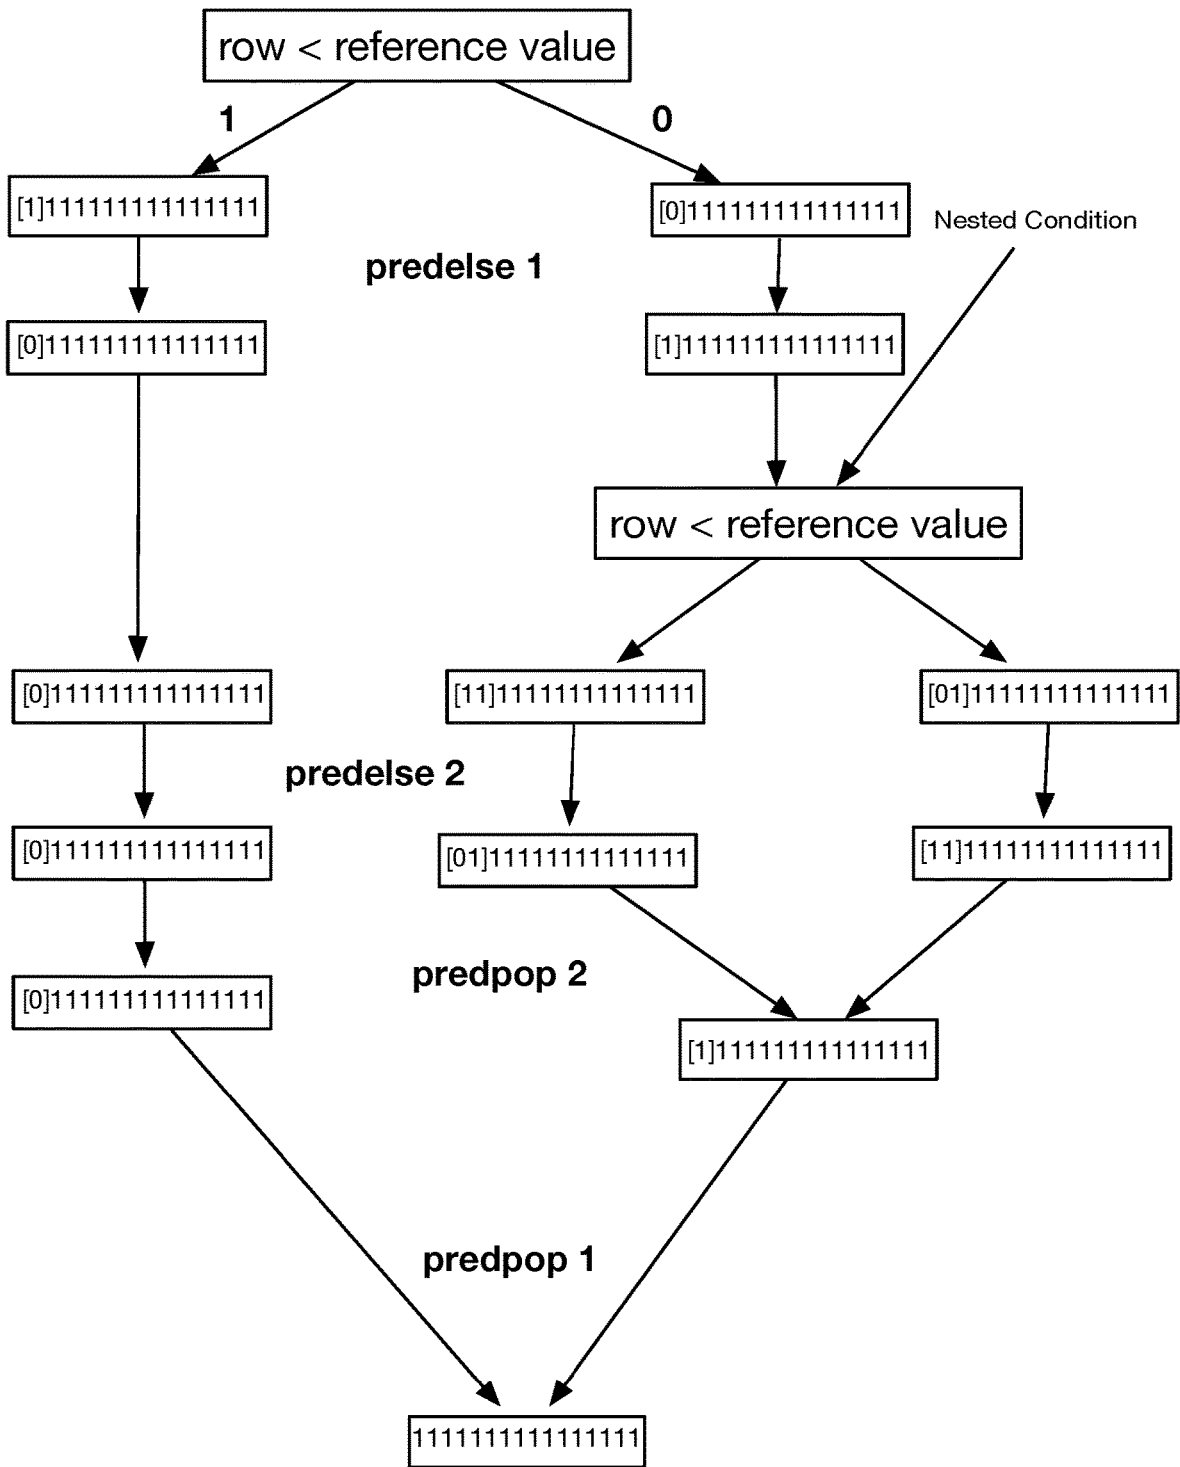 row < reference value
1
0
[1]111111111111111
[0]111111111111111
Nested Condition
predelse 1
[0]111111111111111
[1]111111111111111
row < reference value
[0]111111111111111
[11]11111111111111
[01]11111111111111
predelse 2
[0]111111111111111
[01]11111111111111
[11]11111111111111
predpop 2
[0]111111111111111
[1]111111111111111
predpop 1
1111111111111111